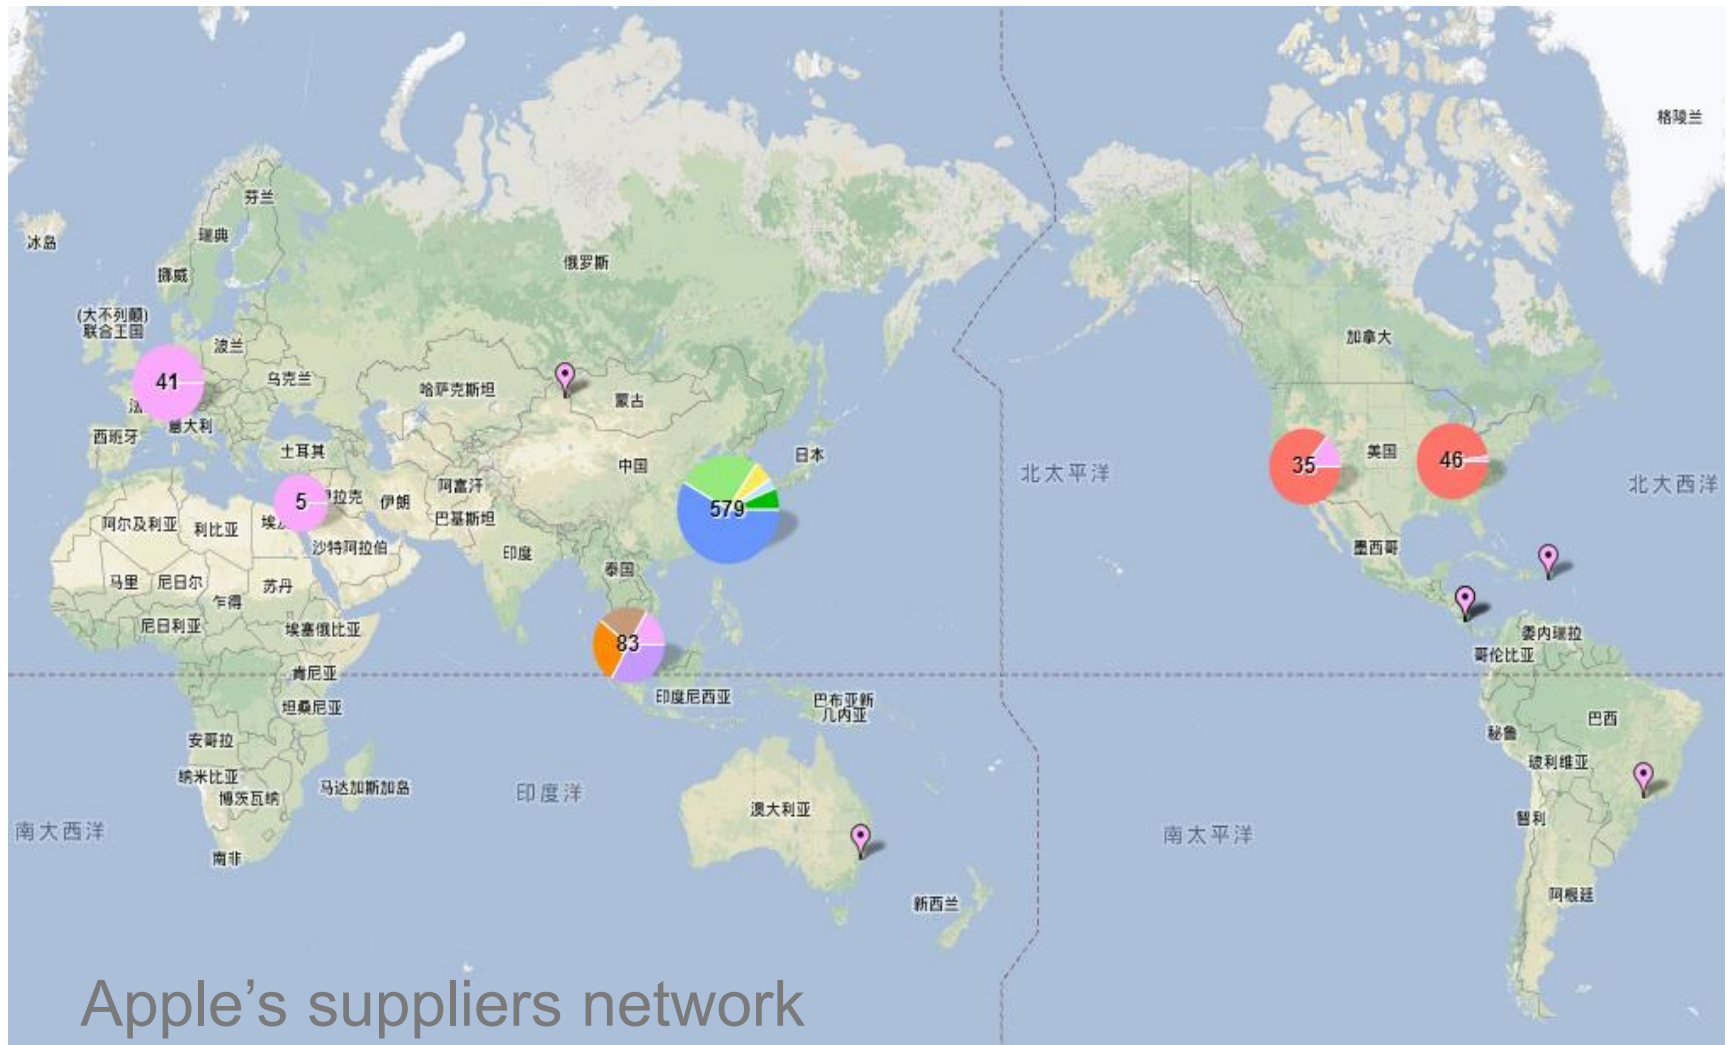 格陵兰
芬兰
冰岛
瑞典
俄罗斯
挪威
(大不列颠)
联合王国
加拿大
波兰
乌克兰
41
哈萨克斯坦
蒙古
意大利
西班牙
土耳其
日本
中国
美国
35
46
北太平洋
阿富汗
北大西洋
5
伊朗
579
巴基斯坦
阿尔及利亚
利比亚
沙特阿拉伯
印度
墨西哥
泰国
马里
尼日尔
苏丹
乍得
尼日利亚
埃塞俄比亚
委内瑞拉
83
哥伦比亚
肯尼亚
印度尼西亚
巴布亚新
几内亚
坦桑尼亚
巴西
秘鲁
安哥拉
玻利维亚
纳米比亚
马达加斯加岛
印度洋
博茨瓦纳
澳大利亚
智利
南大西洋
南太平洋
南非
阿根廷
新西兰
Apple’s suppliers network